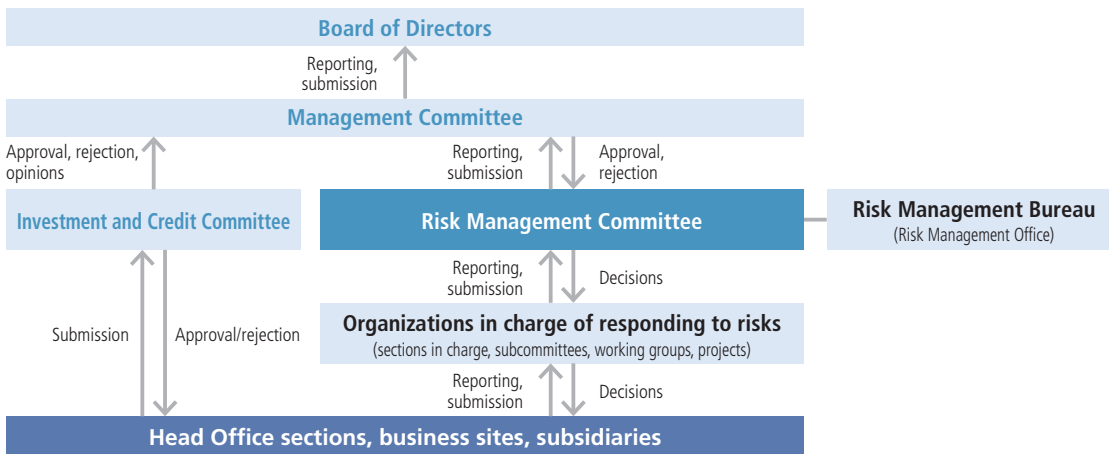 Board of Directors
Reporting,
submission
Management Committee
Approval, rejection,
opinions
Reporting,
submission
Approval,
rejection
Investment and Credit Committee
Risk Management Committee
Risk Management Bureau
(Risk Management Office)
Reporting,
submission
Decisions
Submission
Approval/rejection
Organizations in charge of responding to risks
(sections in charge, subcommittees, working groups, projects)
Reporting,
submission
Decisions
Head Office sections, business sites, subsidiaries